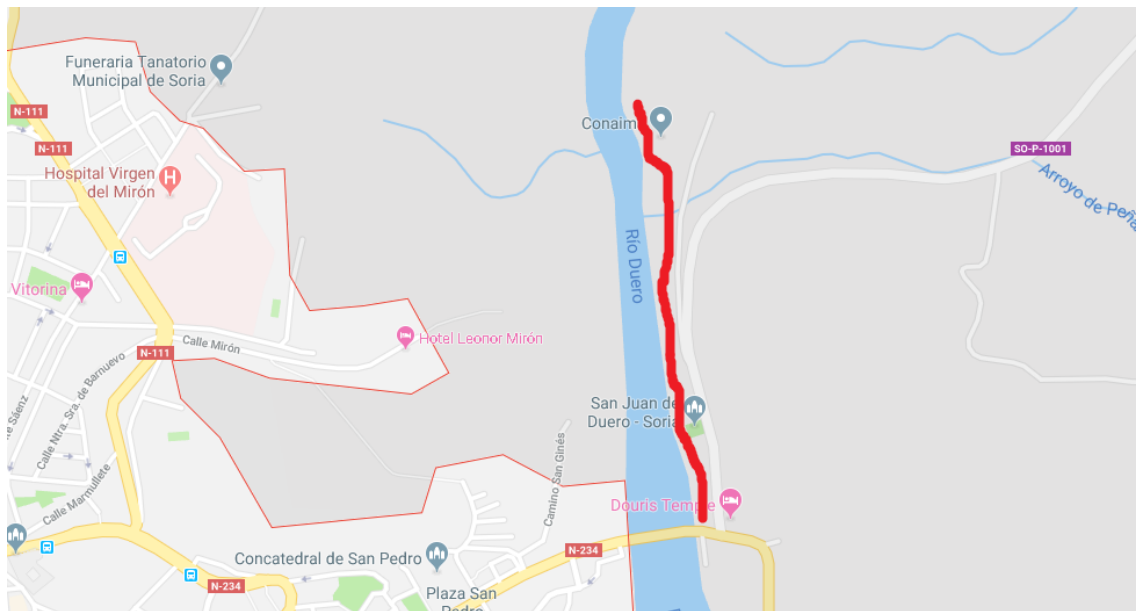 Funeraria Tanatorio
Municipal de Soria
N-111
N-111
Conaim
SO-P-1001
Arroyo de Peña
Hospital Virgen
del Mirón
Río Duero
Vitorina
Calle Mirón
Hotel Leonor Mirón
N-111
Calle Ntra. Sra. de Barnuevo
Sáenz
San Juan de
Duero - Soria
Calle Marmullete
Camino San Ginés
Douris Temple
Concatedral de San Pedro
N-234
N-234
Plaza San